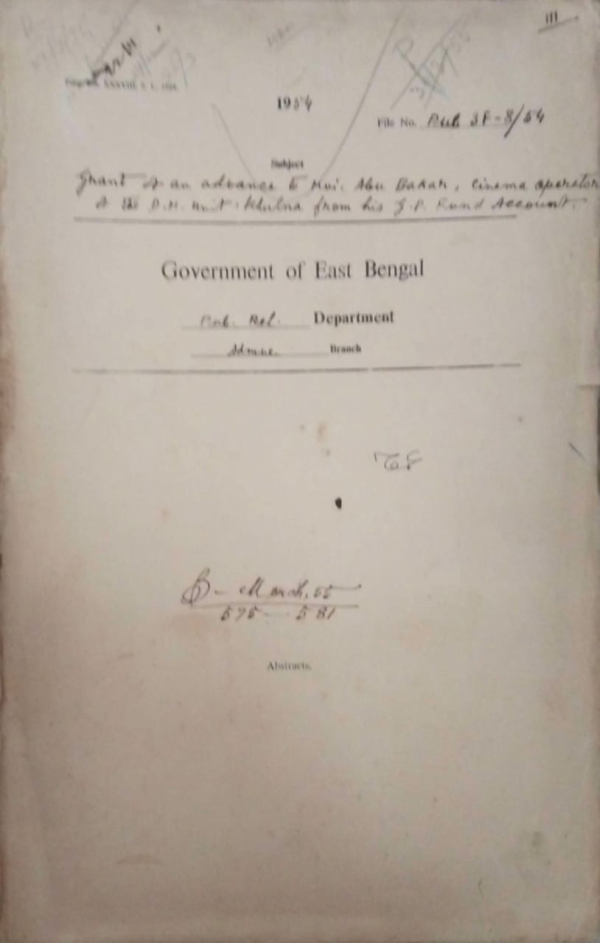 III
1954
File No. Pub 3F-8/54
Subject
Grant of an advance to Mvi. Abu Bakar, Cinema operator
of the P.R. unit Khulna from his G.P. Fund Account.
Government of East Bengal
Pub. Rel. Department
Admve. Branch
B - March, 55
575 - 581
Abstracts.